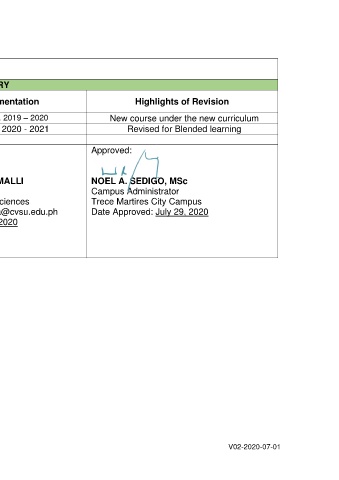 RY
mentation Highlights of Revision
2019 – 2020 New course under the new curriculum
2020 - 2021 Revised for Blended learning
Approved:
MALLI NOEL A. SEDIGO, MSc
Campus Administrator
ciences Trece Martires City Campus
@cvsu.edu.ph Date Approved: July 29, 2020
2020
V02-2020-07-01